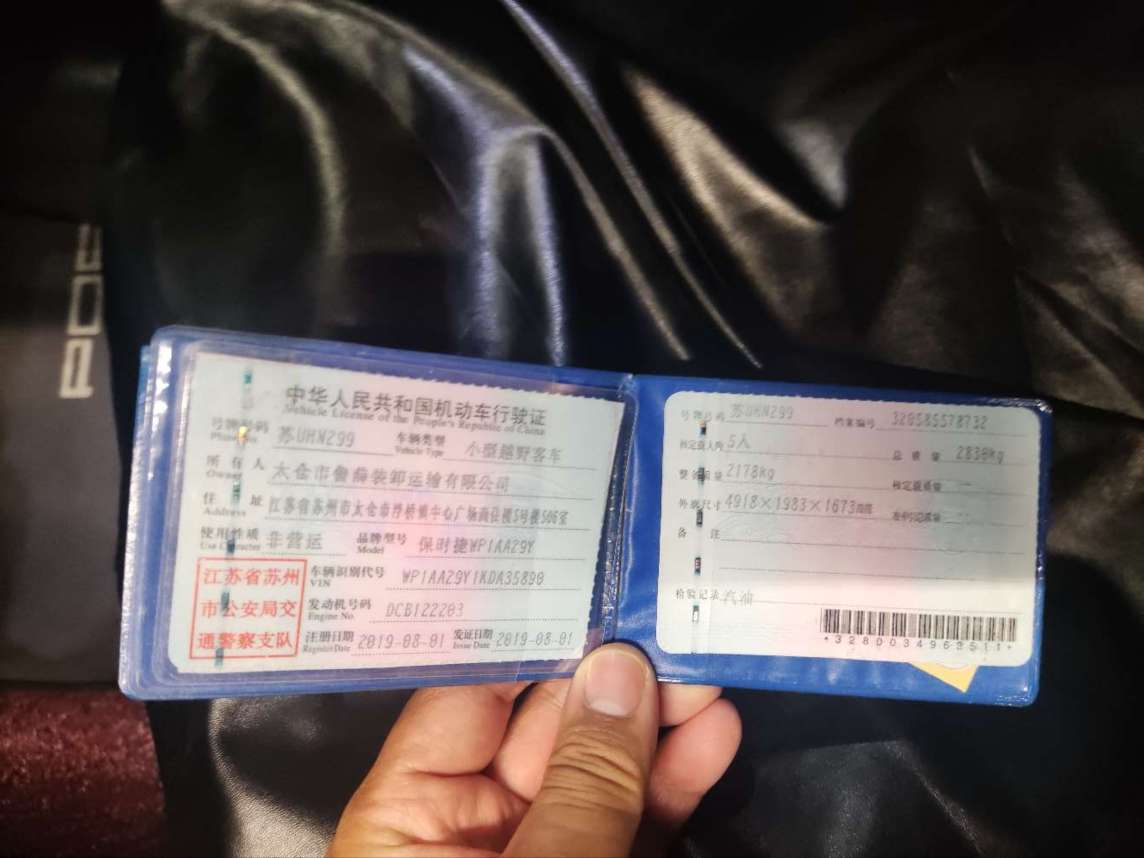 中华人民共和国机动车行驶证
Vehicle License of the People's Republic of China
号牌号码 苏UHN299 车辆类型 小型越野客车
Plate No. Vehicle Type
所有人 太仓市鲁 装卸运输有限公司
Owner
住址 江苏省苏州市太仓市浮桥镇中心广场商住楼5号楼506室
Address
使用性质 非营运 品牌型号 保时捷WP1AA29Y
Use Character Model
江苏省苏州
市公安局交
通警察支队
车辆识别代号 WP1AA29Y1KDA35890
VIN
发动机号码 DCB122203
Engine No.
注册日期 2019-08-01 发证日期 2019-08-01
Register Date Issue Date
号牌号码 苏UHN299 档案编号 320585578732
核定载人数 5人 总质量 2838kg
整备质量 2178kg 核定载质量 --
外廓尺寸 4918×1983×1673mm 准牵引总质量 --
备注
检验记录 汽油
*3280034963511*